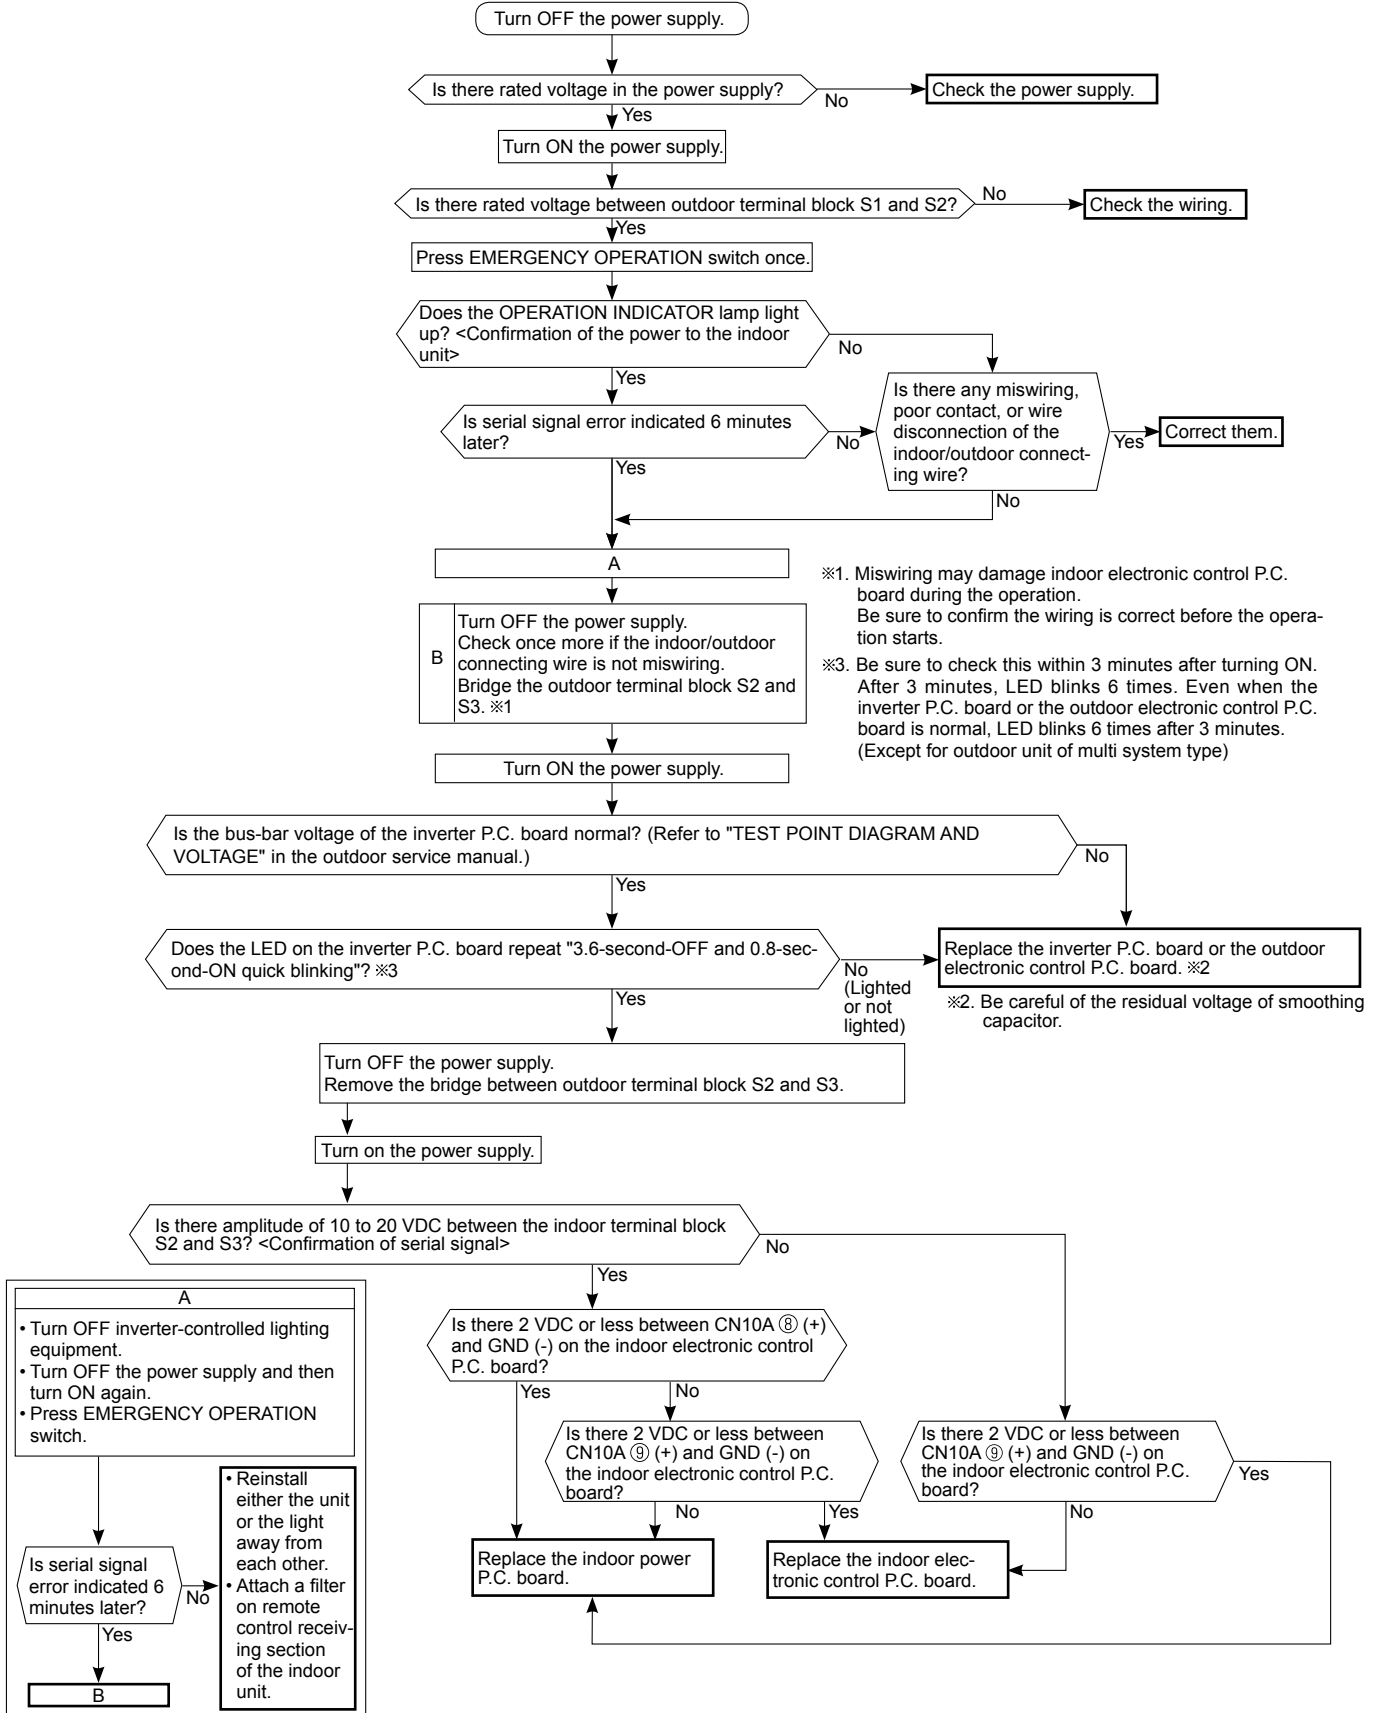 Turn OFF the power supply.
Is there rated voltage in the power supply?
No
Check the power supply.
Yes
Turn ON the power supply.
Is there rated voltage between outdoor terminal block S1 and S2?
No
Check the wiring.
Yes
Press EMERGENCY OPERATION switch once.
Does the OPERATION INDICATOR lamp light
up? <Confirmation of the power to the indoor
unit>
No
Yes
Is serial signal error indicated 6 minutes
later?
No
Yes
Is there any miswiring,
poor contact, or wire
disconnection of the
indoor/outdoor connect-
ing wire?
Yes
Correct them.
No
A
B
Turn OFF the power supply.
Check once more if the indoor/outdoor
connecting wire is not miswiring.
Bridge the outdoor terminal block S2 and
S3. ※1
※1. Miswiring may damage indoor electronic control P.C.
board during the operation.
Be sure to confirm the wiring is correct before the opera-
tion starts.
※3. Be sure to check this within 3 minutes after turning ON.
After 3 minutes, LED blinks 6 times. Even when the
inverter P.C. board or the outdoor electronic control P.C.
board is normal, LED blinks 6 times after 3 minutes.
(Except for outdoor unit of multi system type)
Turn ON the power supply.
Is the bus-bar voltage of the inverter P.C. board normal? (Refer to "TEST POINT DIAGRAM AND
VOLTAGE" in the outdoor service manual.)
No
Yes
Does the LED on the inverter P.C. board repeat "3.6-second-OFF and 0.8-sec-
ond-ON quick blinking"? ※3
No
(Lighted
or not
lighted)
Replace the inverter P.C. board or the outdoor
electronic control P.C. board. ※2
※2. Be careful of the residual voltage of smoothing
capacitor.
Yes
Turn OFF the power supply.
Remove the bridge between outdoor terminal block S2 and S3.
Turn on the power supply.
Is there amplitude of 10 to 20 VDC between the indoor terminal block
S2 and S3? <Confirmation of serial signal>
No
Yes
Is there 2 VDC or less between CN10A ⑧ (+)
and GND (-) on the indoor electronic control
P.C. board?
Yes
No
Is there 2 VDC or less between
CN10A ⑨ (+) and GND (-) on
the indoor electronic control P.C.
board?
No
Yes
Is there 2 VDC or less between
CN10A ⑨ (+) and GND (-) on
the indoor electronic control P.C.
board?
Yes
No
Replace the indoor power
P.C. board.
Replace the indoor elec-
tronic control P.C. board.
A
• Turn OFF inverter-controlled lighting
equipment.
• Turn OFF the power supply and then
turn ON again.
• Press EMERGENCY OPERATION
switch.
Is serial signal
error indicated 6
minutes later?
No
Yes
B
• Reinstall
either the unit
or the light
away from
each other.
• Attach a filter
on remote
control receiv-
ing section
of the indoor
unit.